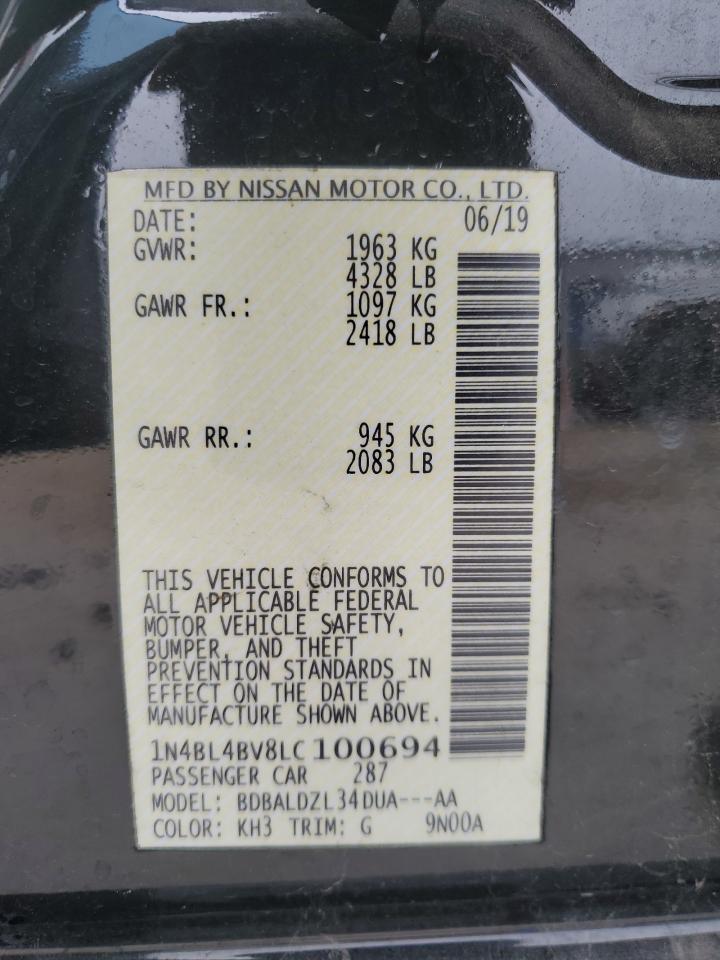 MFD BY NISSAN MOTOR CO., LTD.
DATE: 06/19
GVWR: 1963 KG
4328 LB
GAWR FR.: 1097 KG
2418 LB
GAWR RR.: 945 KG
2083 LB
THIS VEHICLE CONFORMS TO
ALL APPLICABLE FEDERAL
MOTOR VEHICLE SAFETY,
BUMPER, AND THEFT
PREVENTION STANDARDS IN
EFFECT ON THE DATE OF
MANUFACTURE SHOWN ABOVE.
1N4BL4BV8LC100694
PASSENGER CAR 287
MODEL: BDBALDZL34DUA---AA
COLOR: KH3 TRIM: G 9N00A